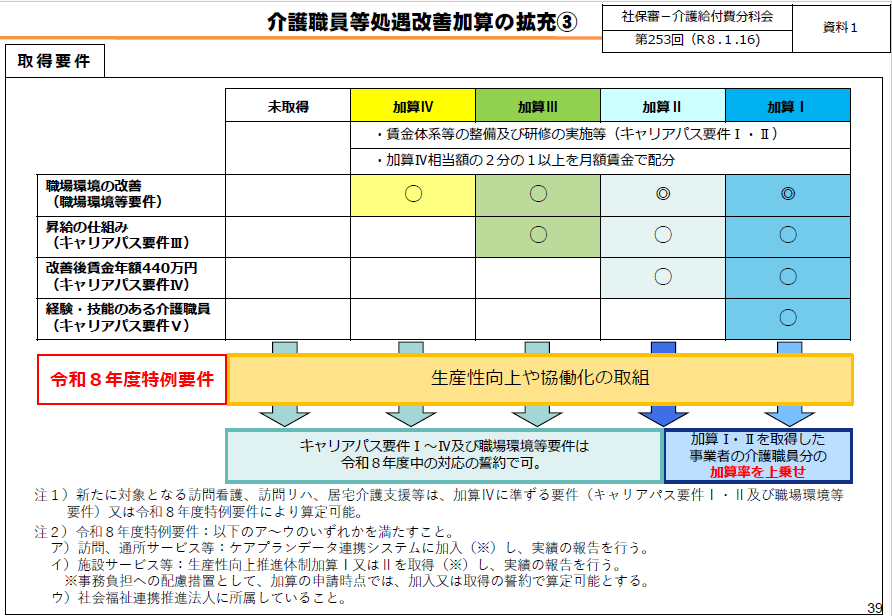 介護職員等処遇改善加算の拡充③
社保審－介護給付費分科会
第253回（R8.1.16)
資料１
取得要件
未取得
加算Ⅳ
加算Ⅲ
加算Ⅱ
加算Ⅰ
・賃金体系等の整備及び研修の実施等（キャリアパス要件Ⅰ・Ⅱ）
・加算Ⅳ相当額の２分の１以上を月額賃金で配分
職場環境の改善
（職場環境等要件）
〇
〇
◎
◎
昇給の仕組み
（キャリアパス要件Ⅲ）
〇
〇
〇
改善後賃金年額440万円
（キャリアパス要件Ⅳ）
〇
〇
経験・技能のある介護職員
（キャリアパス要件Ⅴ）
〇
令和８年度特例要件
生産性向上や協働化の取組
キャリアパス要件Ⅰ～Ⅳ及び職場環境等要件は
令和８年度中の対応の誓約で可。
加算Ⅰ・Ⅱを取得した
事業者の介護職員分の
加算率を上乗せ
注１）新たに対象となる訪問看護、訪問リハ、居宅介護支援等は、加算Ⅳに準ずる要件（キャリアパス要件Ⅰ・Ⅱ及び職場環境等
要件）又は令和８年度特例要件により算定可能。
注２）令和８年度特例要件：以下のア～ウのいずれかを満たすこと。
ア）訪問、通所サービス等：ケアプランデータ連携システムに加入（※）し、実績の報告を行う。
イ）施設サービス等：生産性向上推進体制加算Ⅰ又はⅡを取得（※）し、実績の報告を行う。
※事務負担への配慮措置として、加算の申請時点では、加入又は取得の誓約で算定可能とする。
ウ）社会福祉連携推進法人に所属していること。
39